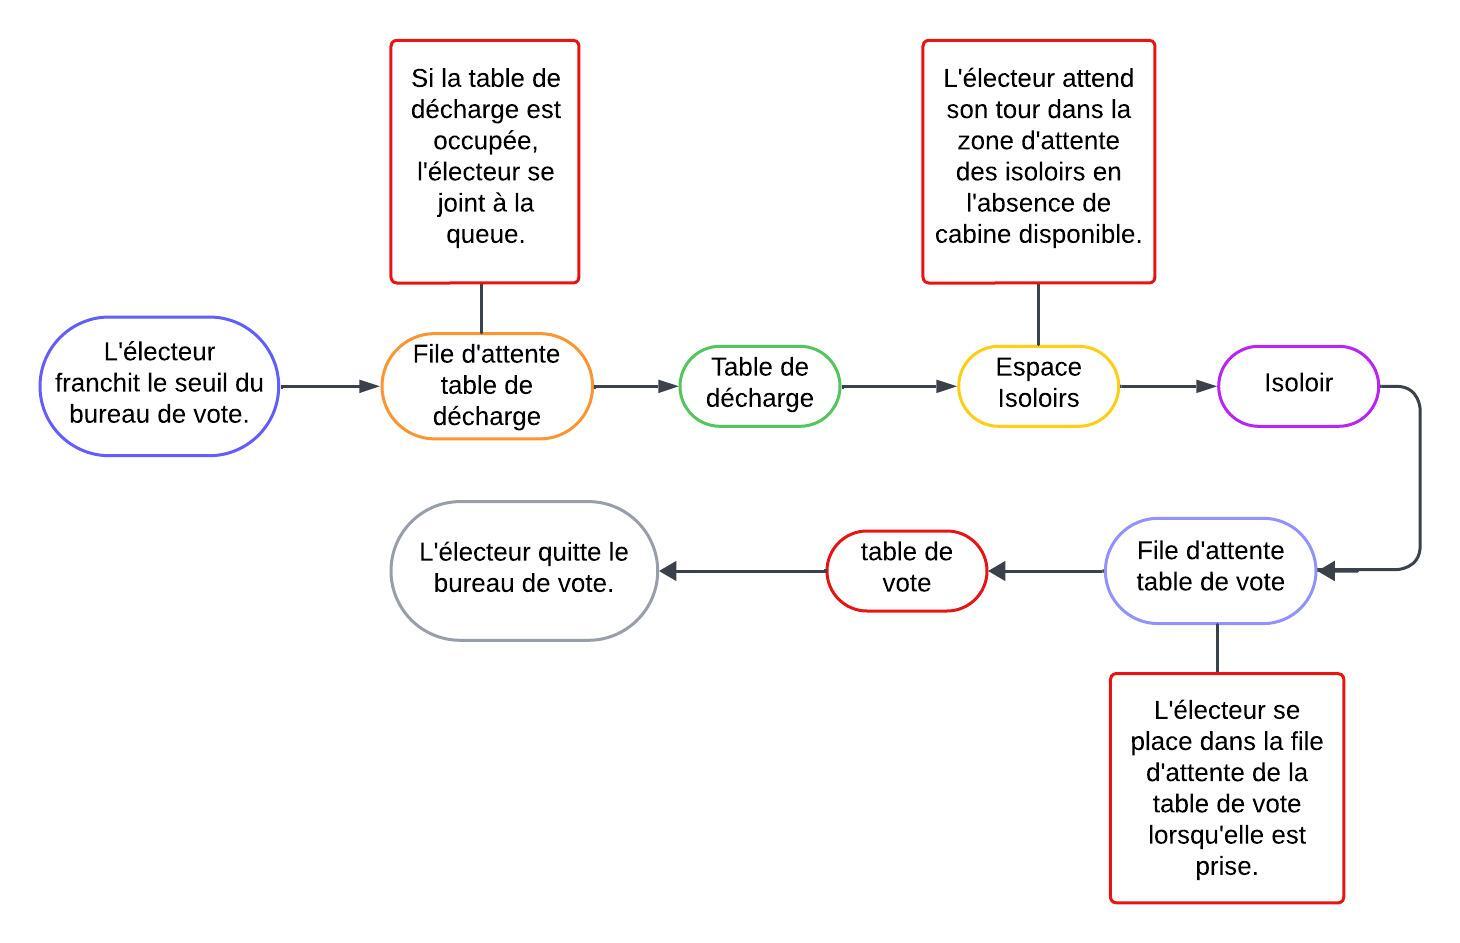 Si la table de
décharge est
occupée,
l'électeur se
joint à la
queue.
L'électeur attend
son tour dans la
zone d'attente
des isoloirs en
l'absence de
cabine disponible.
L'électeur
franchit le seuil du
bureau de vote.
File d'attente
table de
décharge
Table de
décharge
Espace
Isoloirs
Isoloir
L'électeur quitte le
bureau de vote.
table de
vote
File d'attente
table de vote
L'électeur se
place dans la file
d'attente de la
table de vote
lorsqu'elle est
prise.